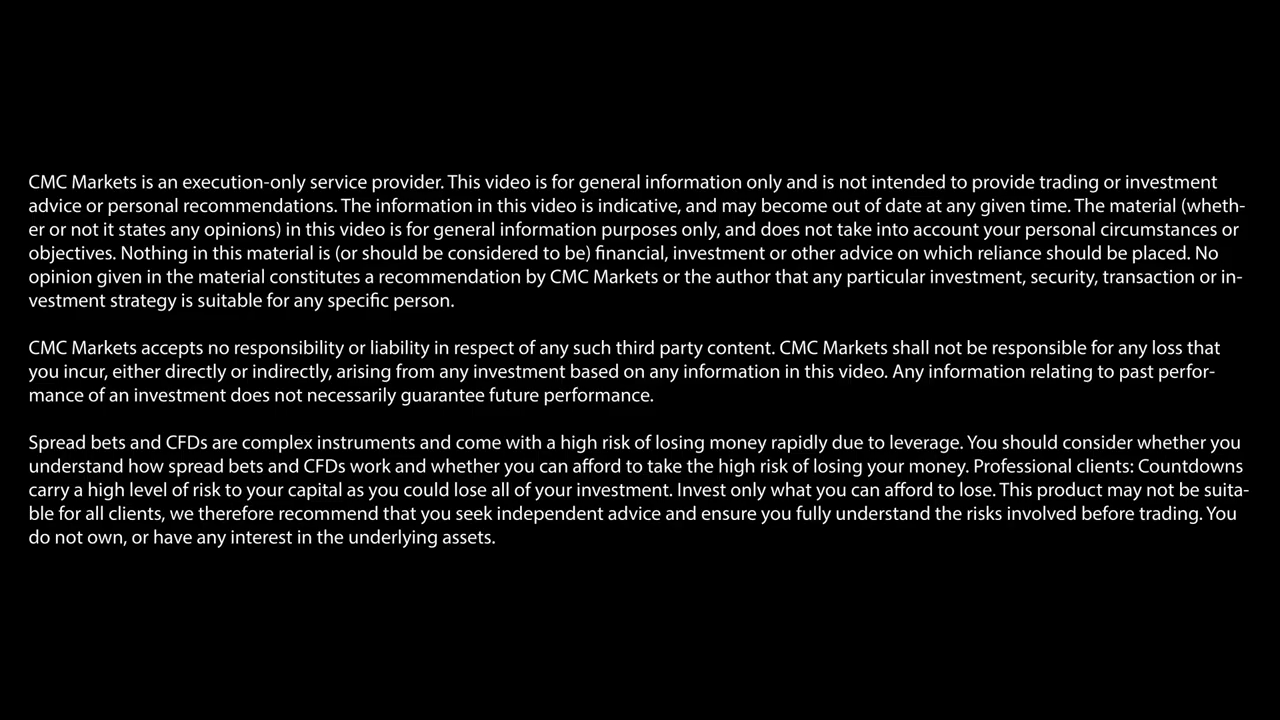 CMC Markets is an execution-only service provider. This video is for general information only and is not intended to provide trading or investment
advice or personal recommendations. The information in this video is indicative, and may become out of date at any given time. The material (wheth-
er or not it states any opinions) in this video is for general information purposes only, and does not take into account your personal circumstances or
objectives. Nothing in this material is (or should be considered to be) financial, investment or other advice on which reliance should be placed. No
opinion given in the material constitutes a recommendation by CMC Markets or the author that any particular investment, security, transaction or in-
vestment strategy is suitable for any specific person.
CMC Markets accepts no responsibility or liability in respect of any such third party content. CMC Markets shall not be responsible for any loss that
you incur, either directly or indirectly, arising from any investment based on any information in this video. Any information relating to past perfor-
mance of an investment does not necessarily guarantee future performance.
Spread bets and CFDs are complex instruments and come with a high risk of losing money rapidly due to leverage. You should consider whether you
understand how spread bets and CFDs work and whether you can afford to take the high risk of losing your money. Professional clients: Countdowns
carry a high level of risk to your capital as you could lose all of your investment. Invest only what you can afford to lose. This product may not be suita-
ble for all clients, we therefore recommend that you seek independent advice and ensure you fully understand the risks involved before trading. You
do not own, or have any interest in the underlying assets.